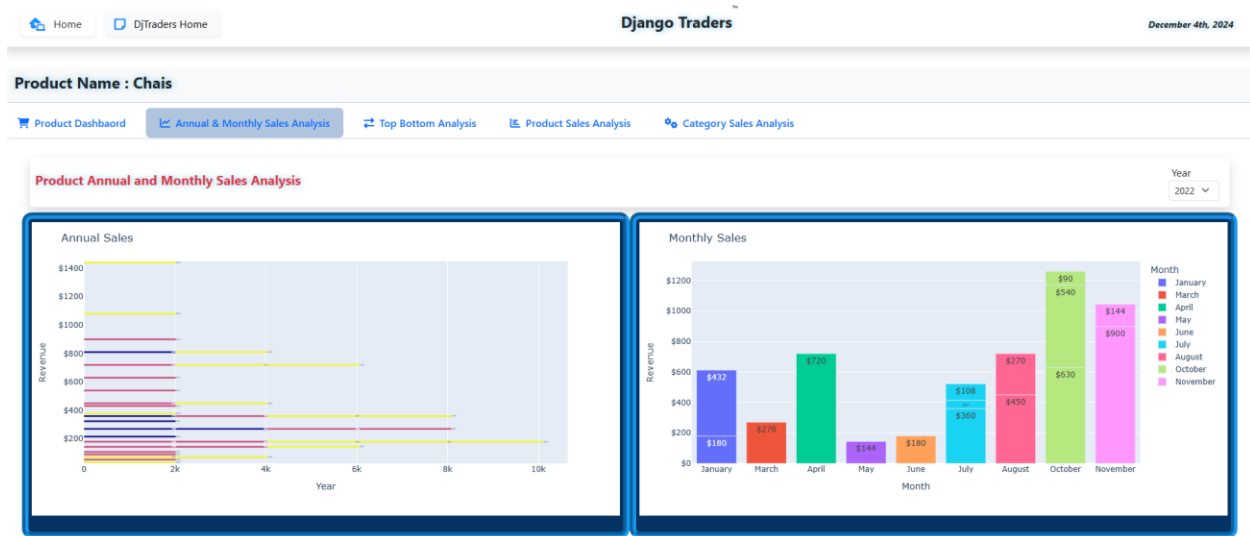 Home
DjTraders Home
Django Traders
December 4th, 2024
Product Name : Chais
Product Dashbaord
Annual & Monthly Sales Analysis
Top Bottom Analysis
Product Sales Analysis
Category Sales Analysis
Product Annual and Monthly Sales Analysis
Year
2022
Annual Sales
$1400
$1200
$1000
$800
$600
$400
$200
Revenue
0
2k
4k
6k
8k
10k
Year
Monthly Sales
$1200
$1000
$800
$600
$400
$200
$0
Revenue
$432
$180
$270
$720
$144
$180
$108
$360
$270
$450
$90
$540
$630
$144
$900
January
March
April
May
June
July
August
October
November
Month
Month
January
March
April
May
June
July
August
October
November